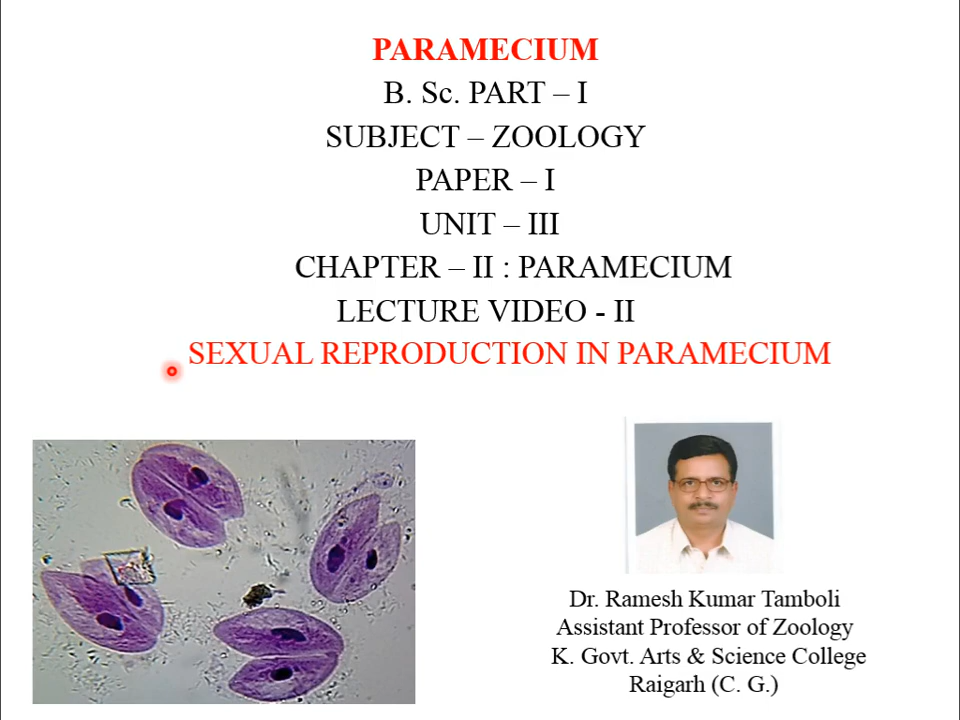 PARAMECIUM
B. Sc. PART – I
SUBJECT – ZOOLOGY
PAPER – I
UNIT – III
CHAPTER – II : PARAMECIUM
LECTURE VIDEO - II
SEXUAL REPRODUCTION IN PARAMECIUM
Dr. Ramesh Kumar Tamboli
Assistant Professor of Zoology
K. Govt. Arts & Science College
Raigarh (C. G.)